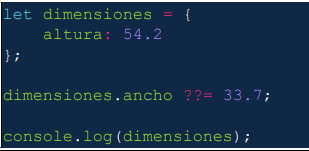 let dimensiones = {
    altura: 54.2
};

dimensiones.ancho ??= 33.7;

console.log(dimensiones);